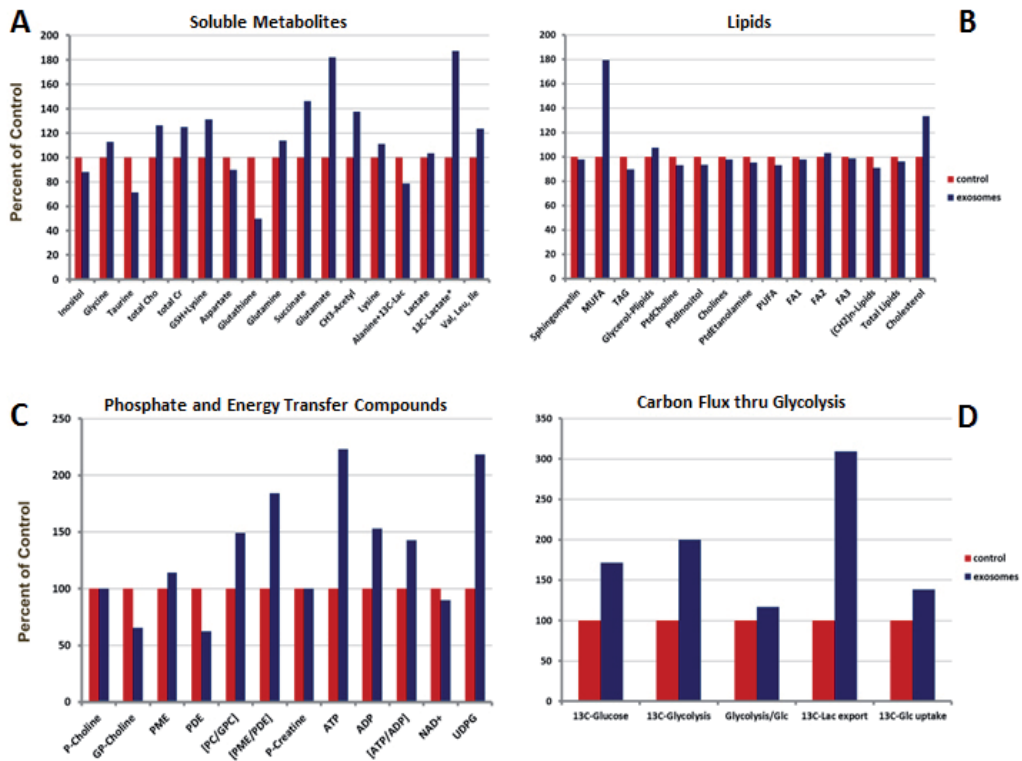 A
Soluble Metabolites
Percent of Control
200
180
160
140
120
100
80
60
40
20
0
Inositol
Glycine
Taurine
total Cho
total Cr
GSH+Lysine
Aspartate
Glutathione
Glutamine
Succinate
Glutamate
CH3-Acetyl
Lysine
Alanine+13C-Lac
Lactate
13C-Lactate*
Val, Leu, Ile
Lipids
B
200
180
160
140
120
100
80
60
40
20
0
Sphingomyelin
MUFA
TAG
Glycerol-Plipids
PtdCholine
PtdInositol
Cholines
PtdEtanolamine
PUFA
FA1
FA2
FA3
(CH2)n-Lipids
Total Lipids
Cholesterol
control
exosomes
C
Phosphate and Energy Transfer Compounds
Percent of Control
250
200
150
100
50
0
P-Choline
GP-Choline
PME
PDE
[PC/GPC]
[PME/PDE]
P-Creatine
ATP
ADP
[ATP/ADP]
NAD+
UDPG
Carbon Flux thru Glycolysis
D
350
300
250
200
150
100
50
0
13C-Glucose
13C-Glycolysis
Glycolysis/Glc
13C-Lac export
13C-Glc uptake
control
exosomes